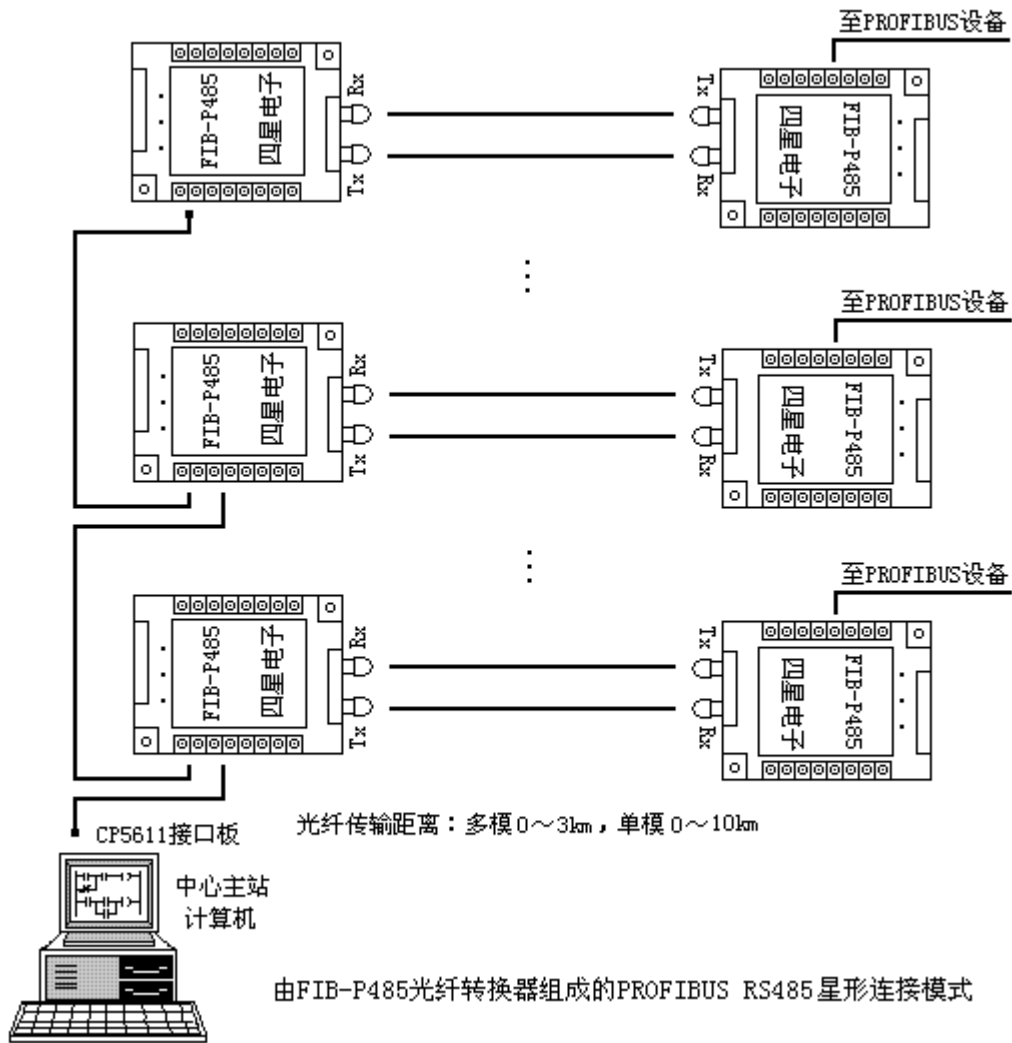 至PROFIBUS设备
FIB-P485
四星电子
Rx
Tx
Tx
Rx
四星电子
FIB-P485
至PROFIBUS设备
FIB-P485
四星电子
Rx
Tx
Tx
Rx
四星电子
FIB-P485
至PROFIBUS设备
FIB-P485
四星电子
Rx
Tx
Tx
Rx
四星电子
FIB-P485
CP5611接口板
光纤传输距离：多模0～3km，单模0～10km
中心主站
计算机
由FIB-P485光纤转换器组成的PROFIBUS RS485星形连接模式